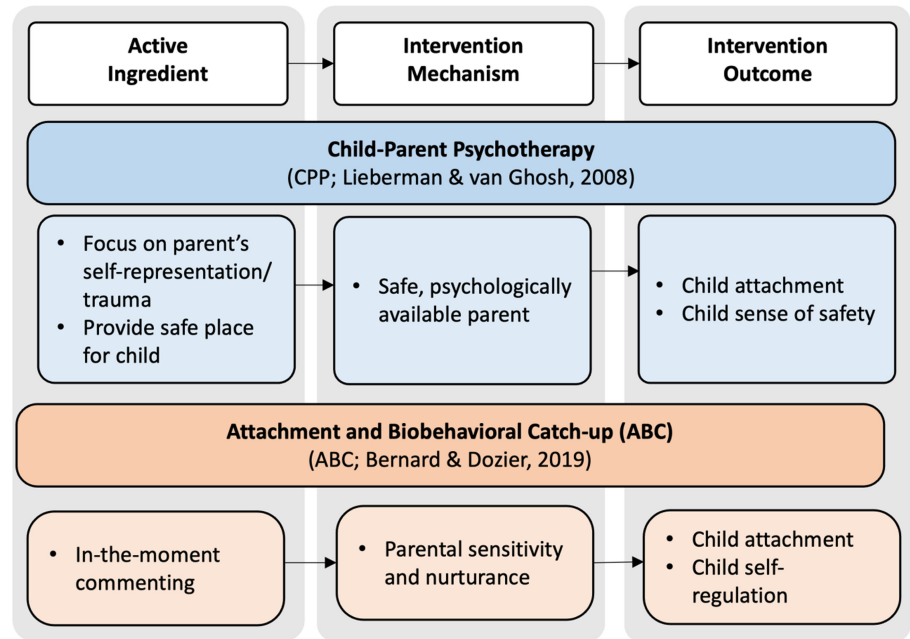 Active
Ingredient
Intervention
Mechanism
Intervention
Outcome
Child-Parent Psychotherapy
(CPP; Lieberman & van Ghosh, 2008)
• Focus on parent’s
self-representation/
trauma
• Provide safe place
for child
• Safe, psychologically
available parent
• Child attachment
• Child sense of safety
Attachment and Biobehavioral Catch-up (ABC)
(ABC; Bernard & Dozier, 2019)
• In-the-moment
commenting
• Parental sensitivity
and nurturance
• Child attachment
• Child self-
regulation